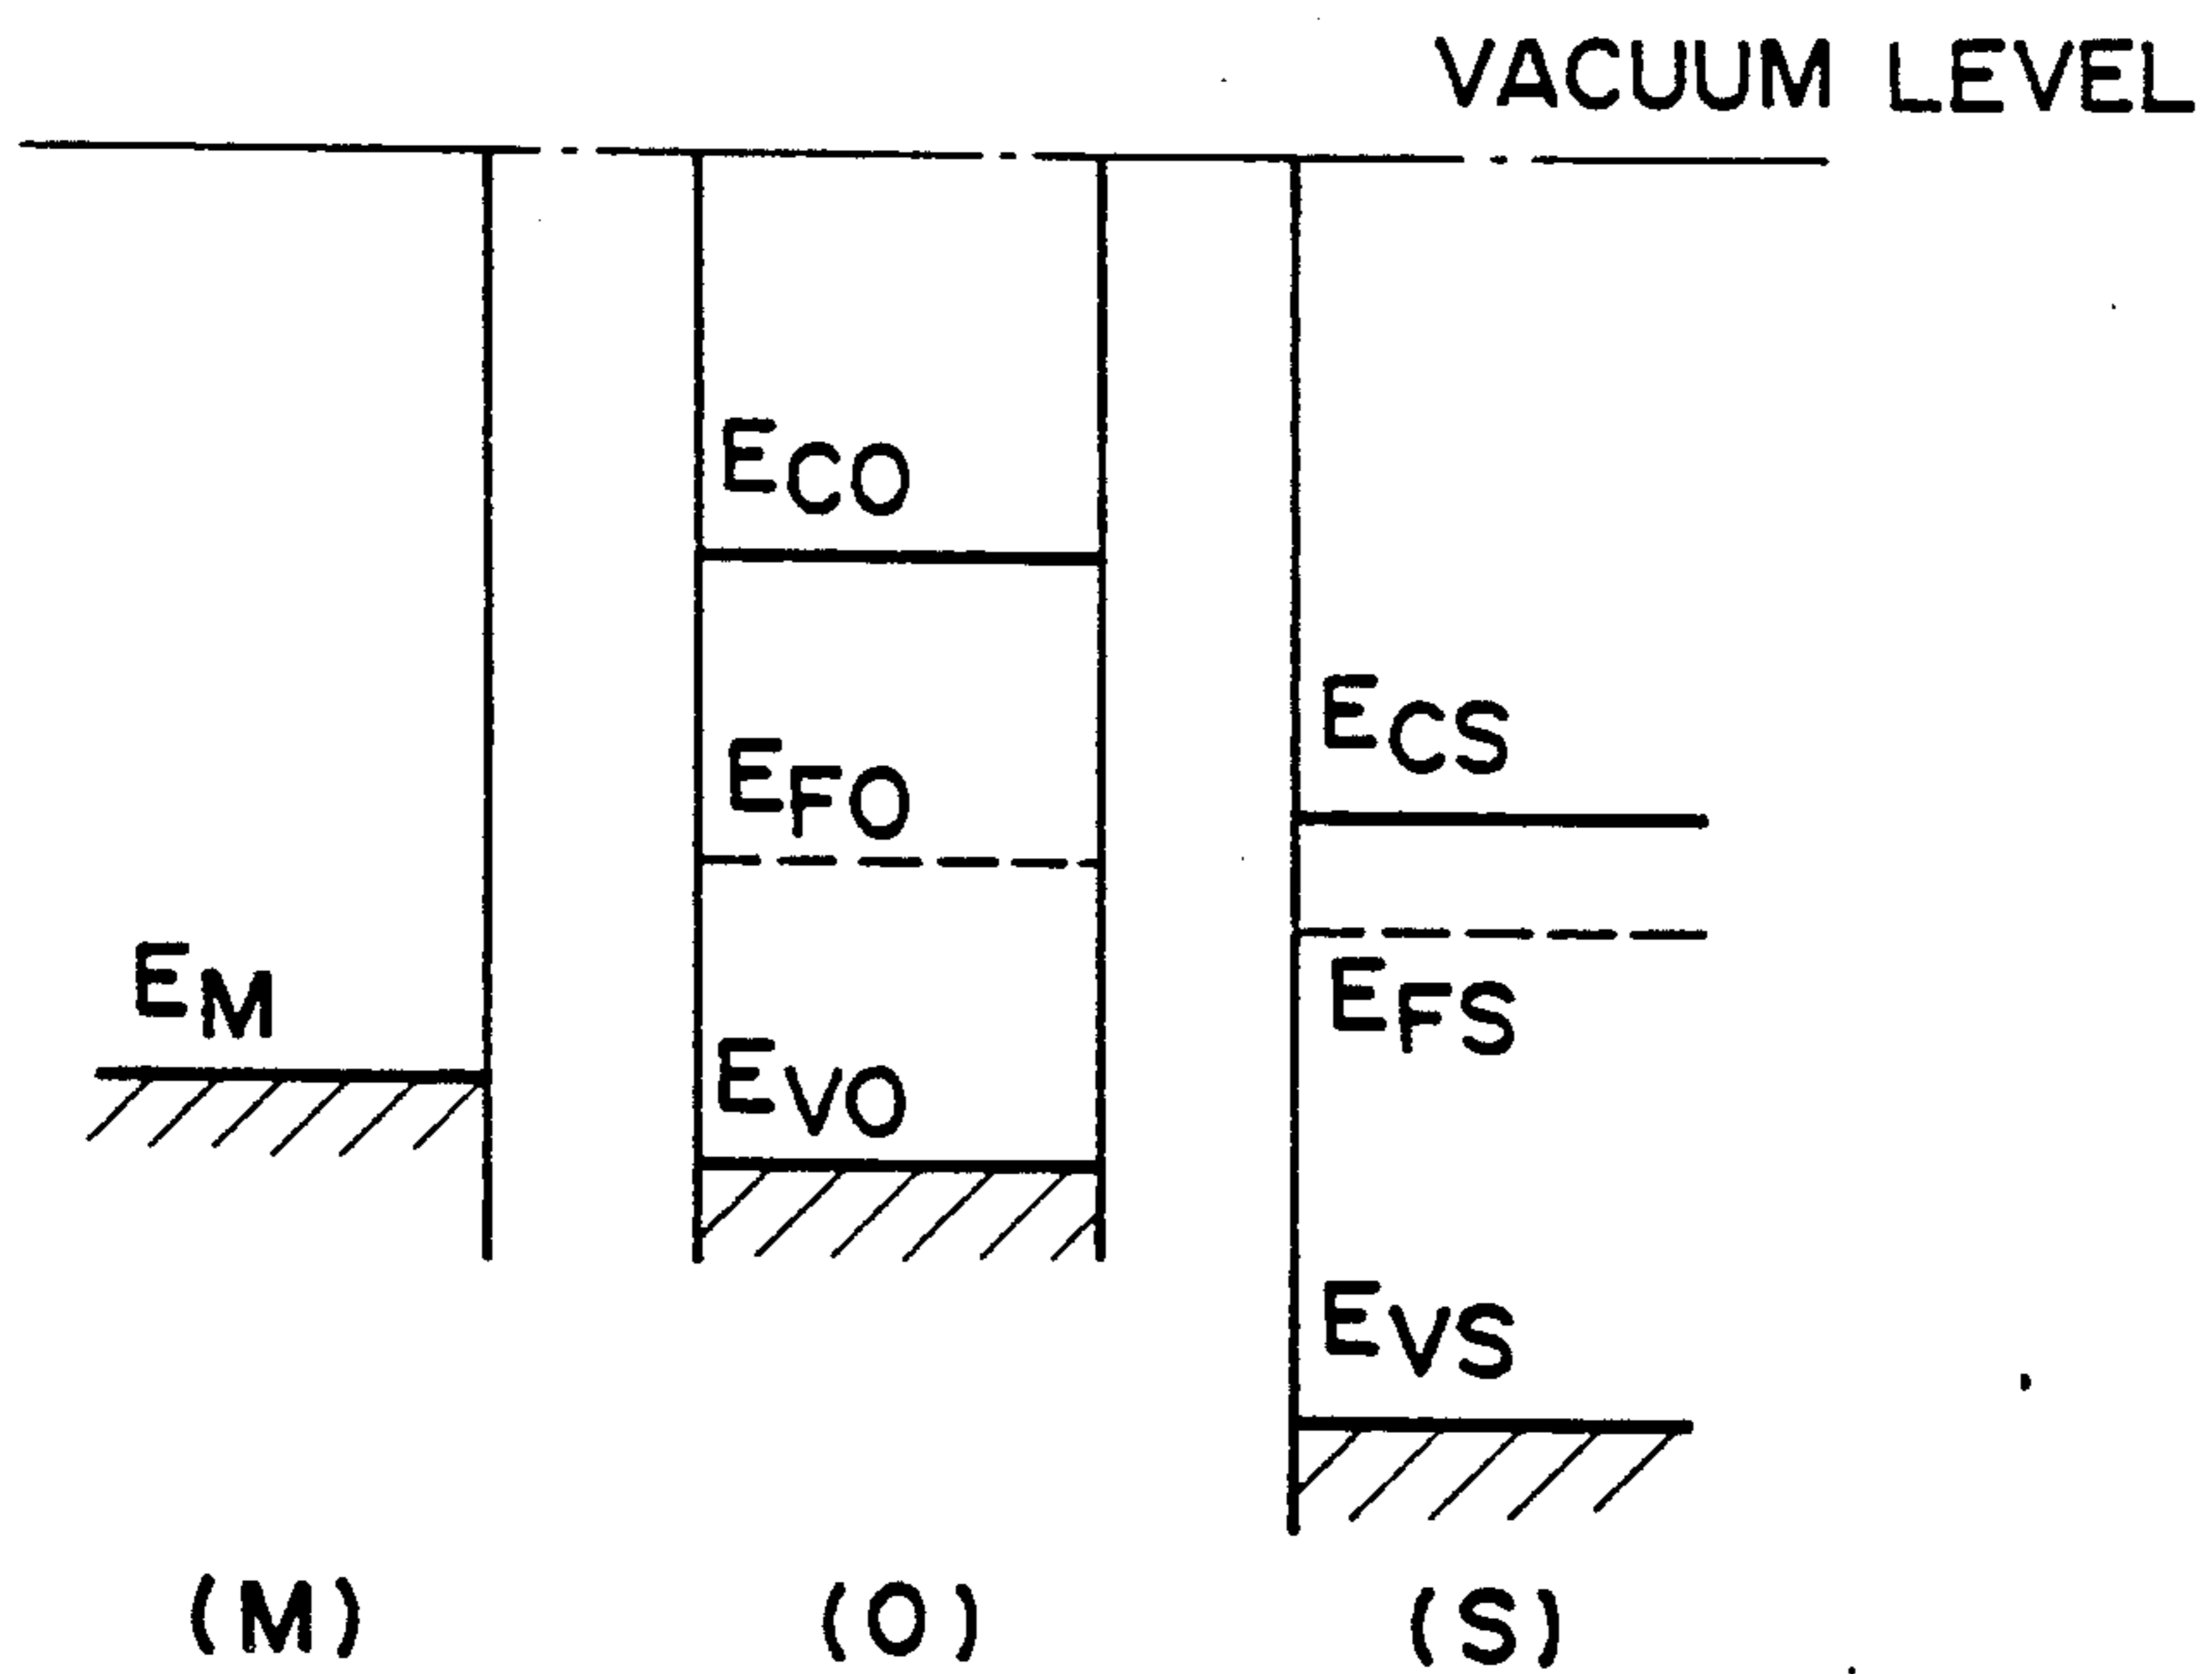 VACUUM LEVEL
ECO
ECS
EFO
EM
EFS
EVO
EVS
(M) (O) (S)